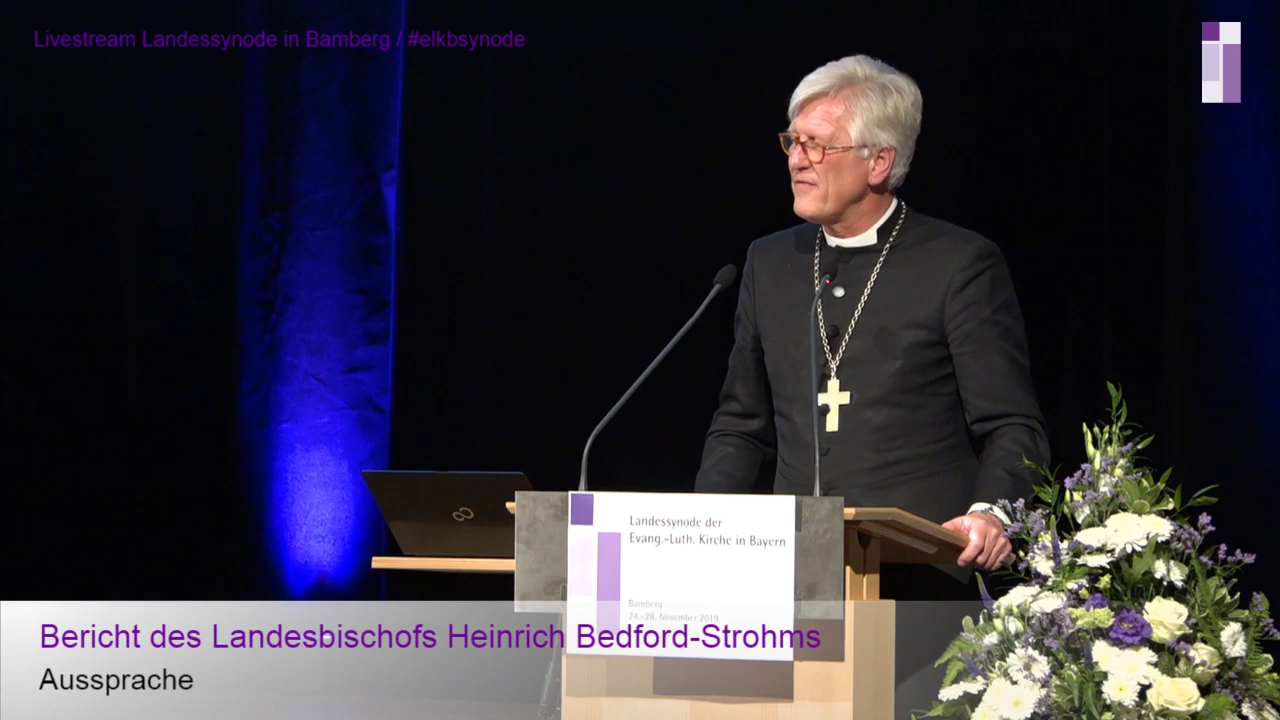 Livestream Landessynode in Bamberg / #elkbsynode
Landessynode der
Evang.-Luth. Kirche in Bayern
Bamberg
24.-28. November 2019
Bericht des Landesbischofs Heinrich Bedford-Strohms
Aussprache